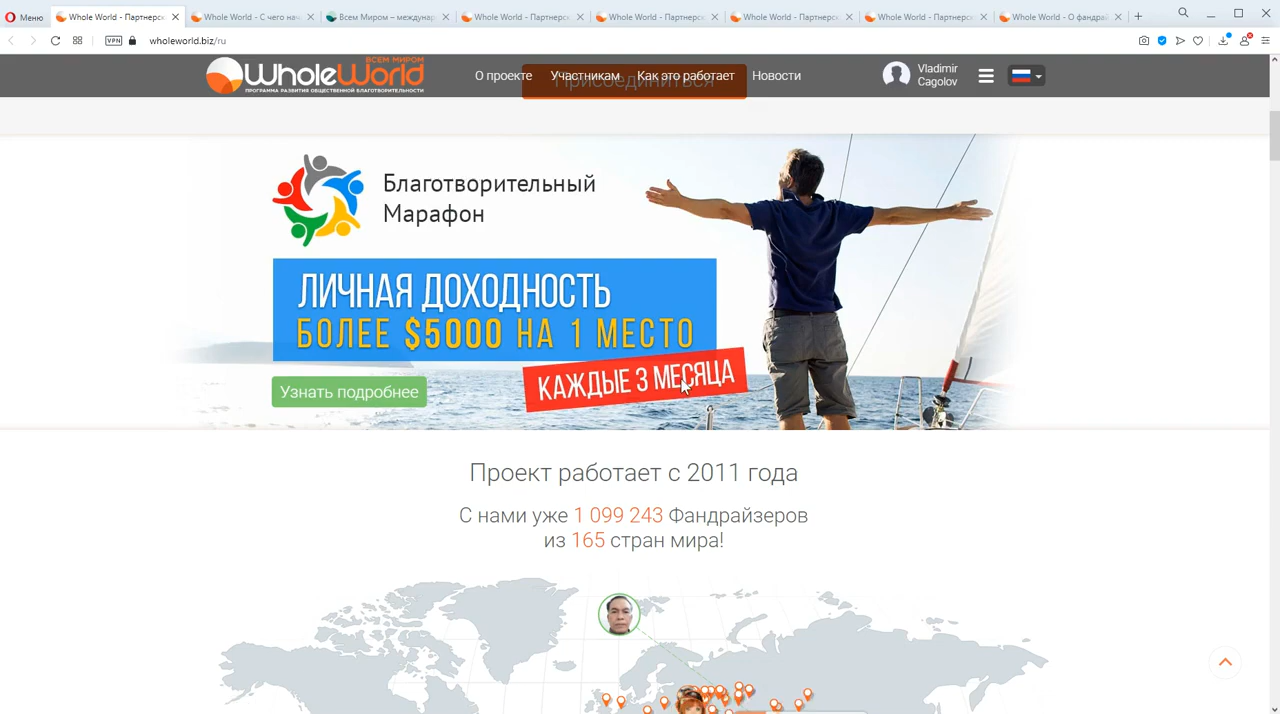 Меню
Whole World - Партнерск
Whole World - С чего нач
Всем Миром – междунар
Whole World - Партнерс
Whole World - Партнерс
Whole World - Партнерс
Whole World - Партнерс
Whole World - О фандрай
VPN
wholeworld.biz/ru
ВСЕМ МИРОМ
WholeWorld
ПРОГРАММА РАЗВИТИЯ ОБЩЕСТВЕННОЙ БЛАГОТВОРИТЕЛЬНОСТИ
О проекте
Участникам
Как это работает
Новости
Vladimir
Cagolov
Присоединиться
Благотворительный
Марафон
ЛИЧНАЯ ДОХОДНОСТЬ
БОЛЕЕ $5000 НА 1 МЕСТО
КАЖДЫЕ 3 МЕСЯЦА
Узнать подробнее
Проект работает с 2011 года
С нами уже 1 099 243 Фандрайзеров
из 165 стран мира!